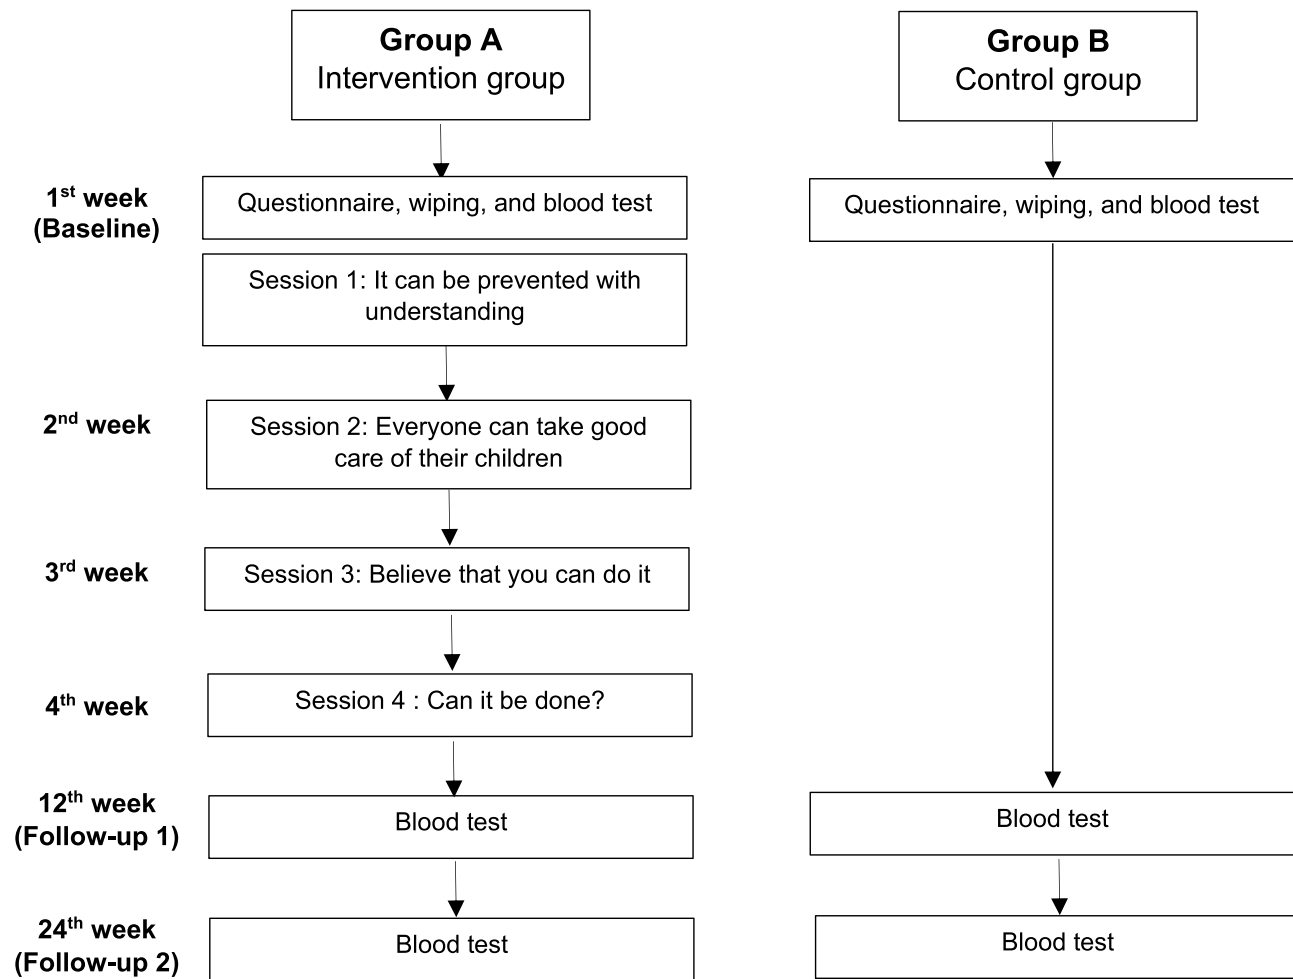 Group A
Intervention group
Group B
Control group
1st week
(Baseline)
Questionnaire, wiping, and blood test
Questionnaire, wiping, and blood test
Session 1: It can be prevented with
understanding
2nd week
Session 2: Everyone can take good
care of their children
3rd week
Session 3: Believe that you can do it
4th week
Session 4 : Can it be done?
12th week
(Follow-up 1)
Blood test
Blood test
24th week
(Follow-up 2)
Blood test
Blood test